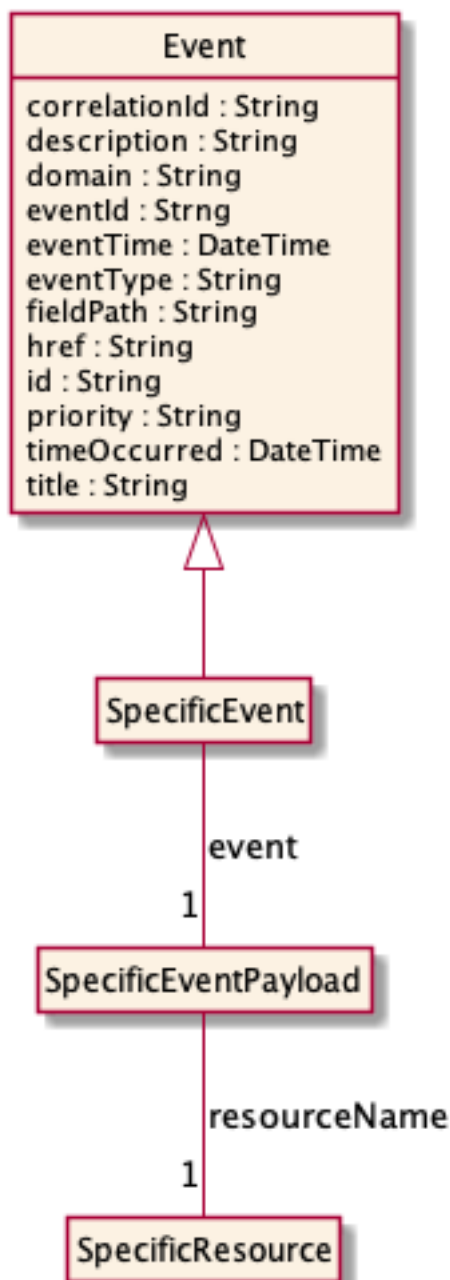 Event
correlationId : String
description : String
domain : String
eventId : Strng
eventTime : DateTime
eventType : String
fieldPath : String
href : String
id : String
priority : String
timeOccurred : DateTime
title : String
SpecificEvent
event
1
SpecificEventPayload
resourceName
1
SpecificResource